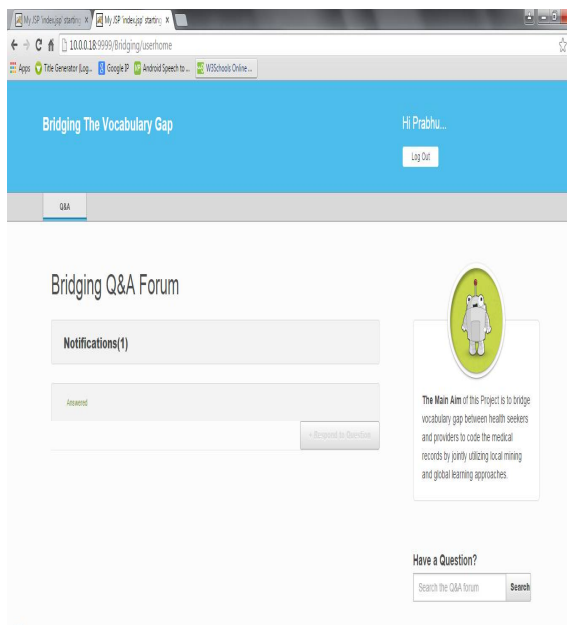 My JSP 'index.jsp' starting × My JSP 'index.jsp' starting ×
10.0.0.18:9999/Bridging/userhome
Apps Title Generator (Log... Google IP Android Speech to ... W3Schools Online ...
Bridging The Vocabulary Gap
Hi Prabhu...
Log Out
Q&A
Bridging Q&A Forum
Notifications(1)
Answered
+ Respond to Question
The Main Aim of this Project is to bridge
vocabulary gap between health seekers
and providers to code the medical
records by jointly utilizing local mining
and global learning approaches.
Have a Question?
Search the Q&A forum Search